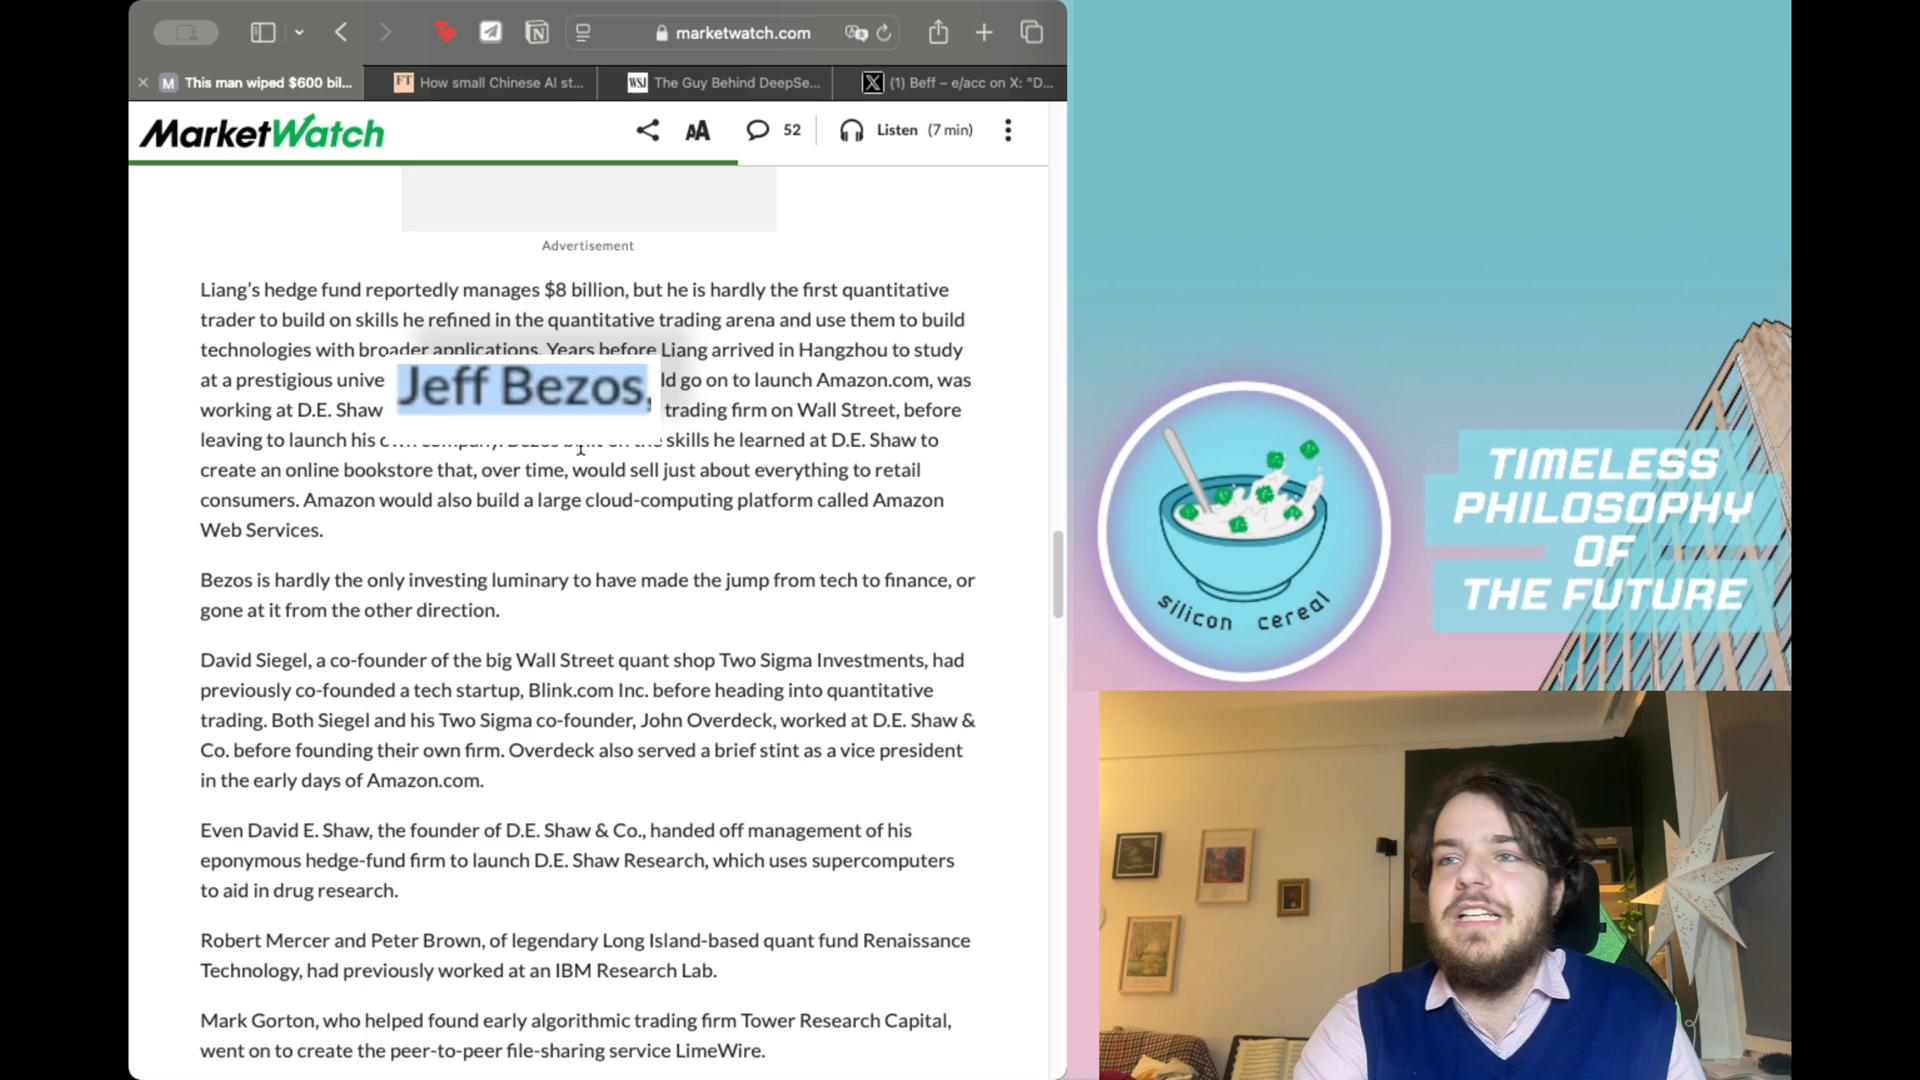 marketwatch.com
This man wiped $600 bil...
FT How small Chinese AI st...
WSJ The Guy Behind DeepSe...
X (1) Beff – e/acc on X: "D...
MarketWatch
52
Listen (7 min)
Advertisement
Liang's hedge fund reportedly manages $8 billion, but he is hardly the first quantitative
trader to build on skills he refined in the quantitative trading arena and use them to build
technologies with broader applications. Years before Liang arrived in Hangzhou to study
at a prestigious unive Jeff Bezos, ld go on to launch Amazon.com, was
working at D.E. Shaw trading firm on Wall Street, before
leaving to launch his own company. Bezos built on the skills he learned at D.E. Shaw to
create an online bookstore that, over time, would sell just about everything to retail
consumers. Amazon would also build a large cloud-computing platform called Amazon
Web Services.
Bezos is hardly the only investing luminary to have made the jump from tech to finance, or
gone at it from the other direction.
David Siegel, a co-founder of the big Wall Street quant shop Two Sigma Investments, had
previously co-founded a tech startup, Blink.com Inc. before heading into quantitative
trading. Both Siegel and his Two Sigma co-founder, John Overdeck, worked at D.E. Shaw &
Co. before founding their own firm. Overdeck also served a brief stint as a vice president
in the early days of Amazon.com.
Even David E. Shaw, the founder of D.E. Shaw & Co., handed off management of his
eponymous hedge-fund firm to launch D.E. Shaw Research, which uses supercomputers
to aid in drug research.
Robert Mercer and Peter Brown, of legendary Long Island-based quant fund Renaissance
Technology, had previously worked at an IBM Research Lab.
Mark Gorton, who helped found early algorithmic trading firm Tower Research Capital,
went on to create the peer-to-peer file-sharing service LimeWire.
silicon cereal
TIMELESS
PHILOSOPHY
OF
THE FUTURE